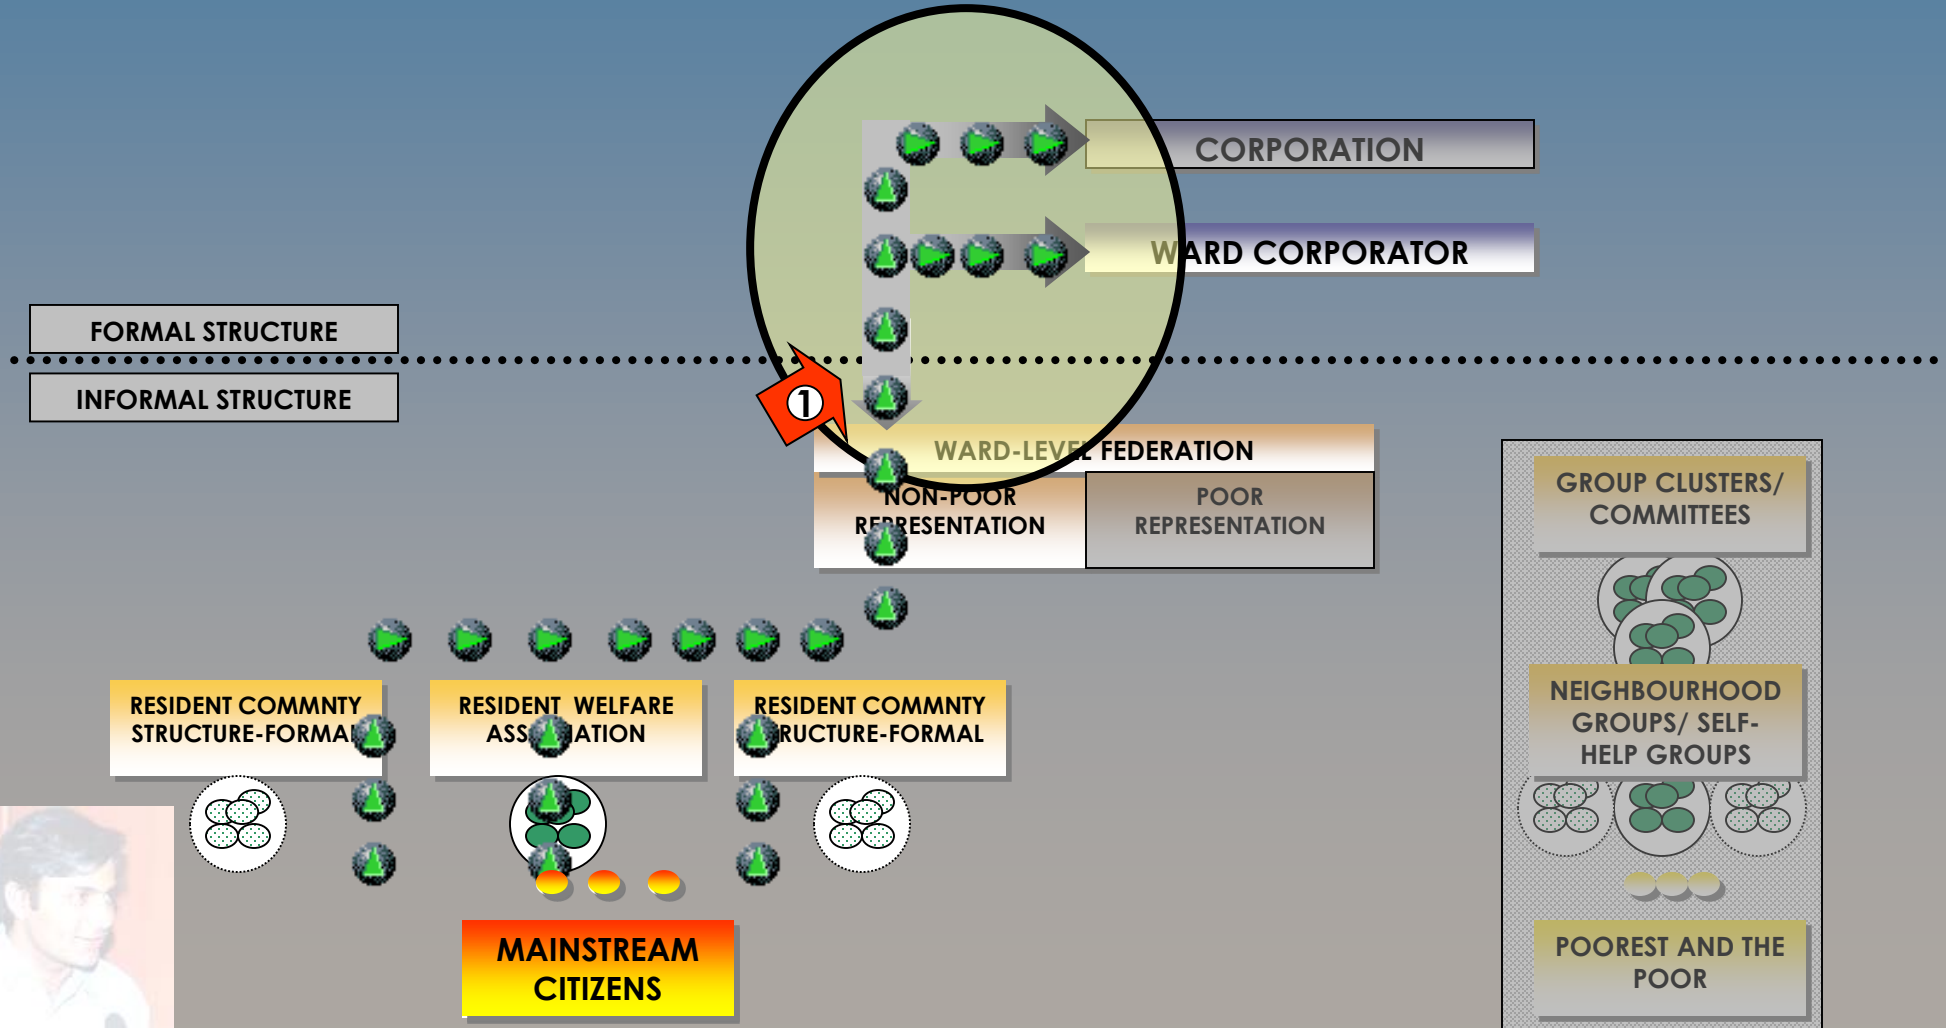 CORPORATION
WARD CORPORATOR
FORMAL STRUCTURE
INFORMAL STRUCTURE
1
WARD-LEVEL FEDERATION
NON-POOR
REPRESENTATION
POOR
REPRESENTATION
GROUP CLUSTERS/
COMMITTEES
RESIDENT COMMNTY
STRUCTURE-FORMAL
RESIDENT WELFARE
ASSOCIATION
RESIDENT COMMNTY
STRUCTURE-FORMAL
NEIGHBOURHOOD
GROUPS/ SELF-
HELP GROUPS
MAINSTREAM
CITIZENS
POOREST AND THE
POOR